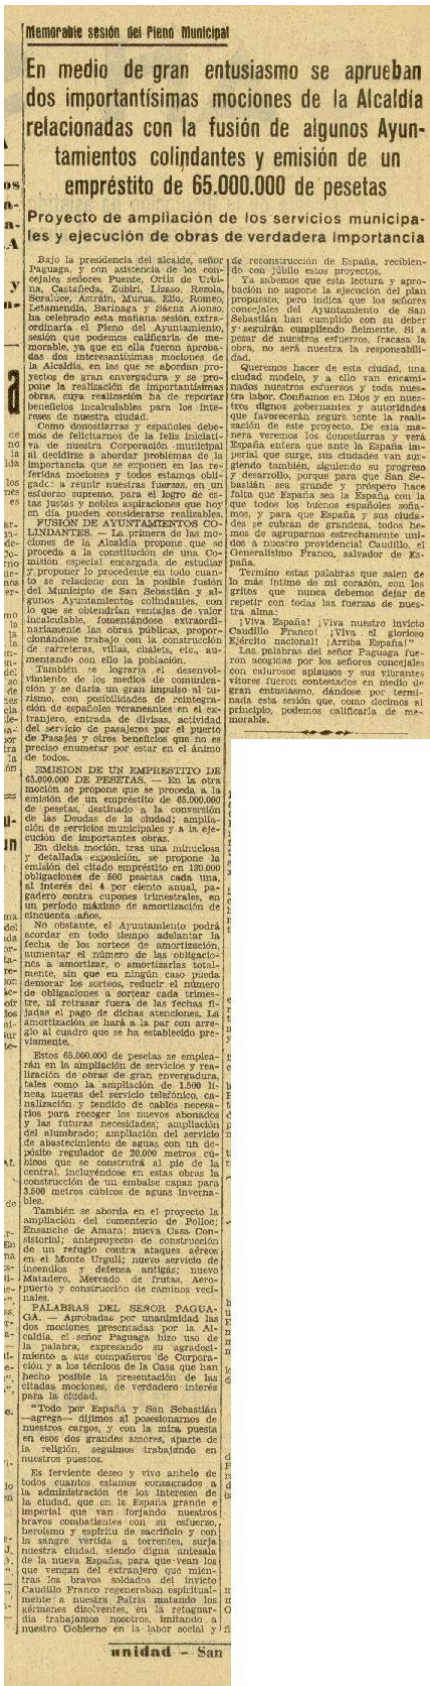 Memorable sesión del Pleno Municipal
En medio de gran entusiasmo se aprueban
dos importantísimas mociones de la Alcaldía
relacionadas con la fusión de algunos Ayun-
tamientos colindantes y emisión de un
empréstito de 65.000.000 de pesetas
Proyecto de ampliación de los servicios municipa-
les y ejecución de obras de verdadera importancia
Bajo la presidencia del alcalde, señor
Paguaga, y con asistencia de los con-
cejales señores Puente, Ortiz de Urbi-
na, Castañeda, Zubiri, Lizaso, Rezola,
Soraluce, Astráin, Murua, Elío, Romeo,
Letamendia, Barinaga y Sáenz Alonso,
ha celebrado esta mañana sesión extra-
ordinaria el Pleno del Ayuntamiento,
sesión que podemos calificarla de me-
morable, ya que en ella fueron aproba-
das dos interesantísimas mociones de
la Alcaldía, en las que se abordan pro-
yectos de gran envergadura y se pro-
pone la realización de importantísimas
obras, cuya realización ha de reportar
beneficios incalculables para los inte-
reses de nuestra ciudad.
Como donostiarras y españoles debe-
mos de felicitarnos de la feliz iniciati-
va de nuestra Corporación municipal
al decidirse a abordar problemas de la
importancia que se exponen en las re-
feridas mociones y todos estamos obli-
gados a reunir nuestras fuerzas, en un
esfuerzo supremo, para el logro de es-
tas justas y nobles aspiraciones que hoy
en día pueden considerarse realizables.
FUSION DE AYUNTAMIENTOS CO-
LINDANTES. — La primera de las mo-
ciones de la Alcaldía propone que se
proceda a la constitución de una Co-
misión especial encargada de estudiar
y proponer lo procedente en todo cuan-
to se relacione con la posible fusión
del Municipio de San Sebastián y al-
gunos Ayuntamientos colindantes, con
lo que se obtendrían ventajas de valor
incalculable, fomentándose extraordi-
nariamente las obras públicas, propor-
cionándose trabajo con la construcción
de carreteras, villas, chalets, etc., au-
mentando con ello la población.
También se lograría el desenvol-
vimiento de los medios de comunica-
ción y se daría un gran impulso al tu-
rismo, con posibilidades de reintegra-
ción de españoles veraneantes en el ex-
tranjero, entrada de divisas, actividad
del servicio de pasajeros por el puerto
de Pasajes y otros beneficios que no es
preciso enumerar por estar en el ánimo
de todos.
EMISION DE UN EMPRESTITO DE
65.000.000 DE PESETAS. — En la otra
moción se propone que se proceda a la
emisión de un empréstito de 65.000.000
de pesetas, destinado a la conversión
de las Deudas de la ciudad; amplia-
ción de servicios municipales y a la eje-
cución de importantes obras.
En dicha moción, tras una minuciosa
y detallada exposición, se propone la
emisión del citado empréstito en 130.000
obligaciones de 500 pesetas cada una,
al interés del 4 por ciento anual, pa-
gadero contra cupones trimestrales, en
un período máximo de amortización de
cincuenta años.
No obstante, el Ayuntamiento podrá
acordar en todo tiempo adelantar la
fecha de los sorteos de amortización,
aumentar el número de las obligacio-
nes a amortizar, o amortizarlas total-
mente, sin que en ningún caso pueda
demorar los sorteos, reducir el número
de obligaciones a sortear cada trimes-
tre, ni retrasar fuera de las fechas fi-
jadas el pago de dichas atenciones. La
amortización se hará a la par con arre-
glo al cuadro que se ha establecido pre-
viamente.
Estos 65.000.000 de pesetas se emplea-
rán en la ampliación de servicios y rea-
lización de obras de gran envergadura,
tales como la ampliación de 1.500 lí-
neas nuevas del servicio telefónico, ca-
nalización y tendido de cables necesa-
rios para recoger los nuevos abonados
y las futuras necesidades; ampliación
del alumbrado; ampliación del servicio
de abastecimiento de aguas con un de-
pósito regulador de 20.000 metros cú-
bicos que se construirá al pie de la
central, incluyéndose en estas obras la
construcción de un embalse capaz para
3.500 metros cúbicos de aguas inverna-
bles.
También se aborda en el proyecto la
ampliación del cementerio de Polloe;
Ensanche de Amara; nueva Casa Con-
sistorial; anteproyecto de construcción
de un refugio contra ataques aéreos
en el Monte Urgull; nuevo servicio de
incendios y defensa antigás; nuevo
Matadero, Mercado de frutas, Aero-
puerto y construcción de caminos veci-
nales.
PALABRAS DEL SEÑOR PAGUA-
GA. — Aprobadas por unanimidad las
dos mociones presentadas por la Al-
caldía, el señor Paguaga hizo uso de
la palabra, expresando su agradeci-
miento a sus compañeros de Corpora-
ción y a los técnicos de la Casa que han
hecho posible la presentación de las
citadas mociones, de verdadero interés
para la ciudad.
"Todo por España y San Sebastián
—agrega— dijimos al posesionarnos de
nuestros cargos, y con la mira puesta
en esos dos grandes amores, aparte de
la religión, seguimos trabajando en
nuestros puestos.
Es ferviente deseo y vivo anhelo de
todos cuantos estamos consagrados a
la administración de los intereses de
la ciudad, que en la España grande e
imperial que van forjando nuestros
bravos combatientes con su esfuerzo,
heroísmo y espíritu de sacrificio y con
la sangre vertida a torrentes, surja
nuestra ciudad, siendo digna antesala
de la nueva España, para que vean los
que vengan del extranjero que mien-
tras los bravos soldados del invicto
Caudillo Franco regeneraban espiritual-
mente a nuestra Patria matando los
gérmenes disolventes, en la retaguar-
dia trabajamos nosotros, imitando a
nuestro Gobierno en la labor social y
de reconstrucción de España, recibien-
do con júbilo estos proyectos.
Ya sabemos que esta lectura y apro-
bación no supone la ejecución del plan
propuesto, pero indica que los señores
concejales del Ayuntamiento de San
Sebastián han cumplido con su deber
y seguirán cumpliendo fielmente. Si a
pesar de nuestros esfuerzos, fracasa la
obra, no será nuestra la responsabili-
dad.
Queremos hacer de esta ciudad, una
ciudad modelo, y a ello van encami-
nados nuestros esfuerzos y toda nues-
tra labor. Confiamos en Dios y en nues-
tros dignos gobernantes y autoridades
que favorecerán seguramente la reali-
zación de este proyecto. De esta ma-
nera veremos los donostiarras y verá
España entera que ante la España im-
perial que surge, sus ciudades van sur-
giendo también, siguiendo su progreso
y desarrollo, porque para que San Se-
bastián sea grande y próspero hace
falta que España sea la España con la
que todos los buenos españoles soña-
mos, y para que España y sus ciuda-
des se cubran de grandeza, todos he-
mos de agruparnos estrechamente uni-
dos a nuestro providencial Caudillo, el
Generalísimo Franco, salvador de Es-
paña.
Termino estas palabras que salen de
lo más íntimo de mi corazón, con los
gritos que nunca debemos dejar de
repetir con todas las fuerzas de nues-
tra alma:
¡Viva España! ¡Viva nuestro invicto
Caudillo Franco! ¡Viva el glorioso
Ejército nacional! ¡Arriba España!"
Las palabras del señor Paguaga fue-
ron acogidas por los señores concejales
con calurosos aplausos y sus vibrantes
vítores fueron contestados en medio de
gran entusiasmo, dándose por termi-
nada esta sesión que, como decimos al
principio, podemos calificarla de me-
morable.
unidad - San